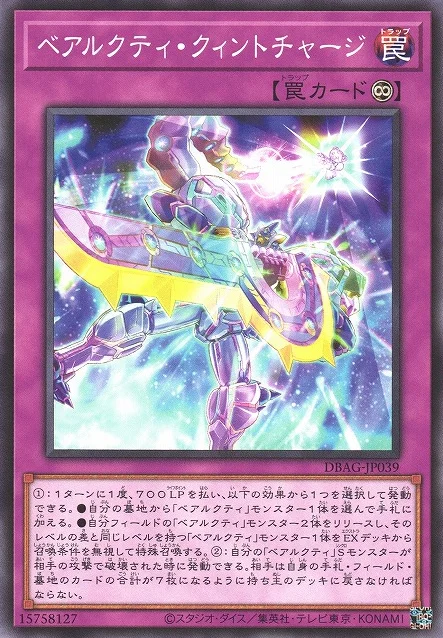 ベアルクティ・クィントチャージ
罠
トラップ
【罠カード∞】
トラップ
DBAG-JP039
①:1ターンに1度、700LPを払い、以下の効果から1つを選択して発動
できる。●自分の墓地から「ベアルクティ」モンスター1体を選んで手札に
加える。●自分フィールドの「ベアルクティ」モンスター2体をリリースし、その
レベルの差と同じレベルを持つ「ベアルクティ」モンスター1体をEXデッキから
召喚条件を無視して特殊召喚する。②:自分の「ベアルクティ」Sモンスターが
相手の攻撃で破壊された時に発動できる。相手は自身の手札・フィールド・
墓地のカードの合計が7枚になるように持ち主のデッキに戻さなければ
ならない。
15758127
©スタジオ・ダイス/集英社・テレビ東京・KONAMI